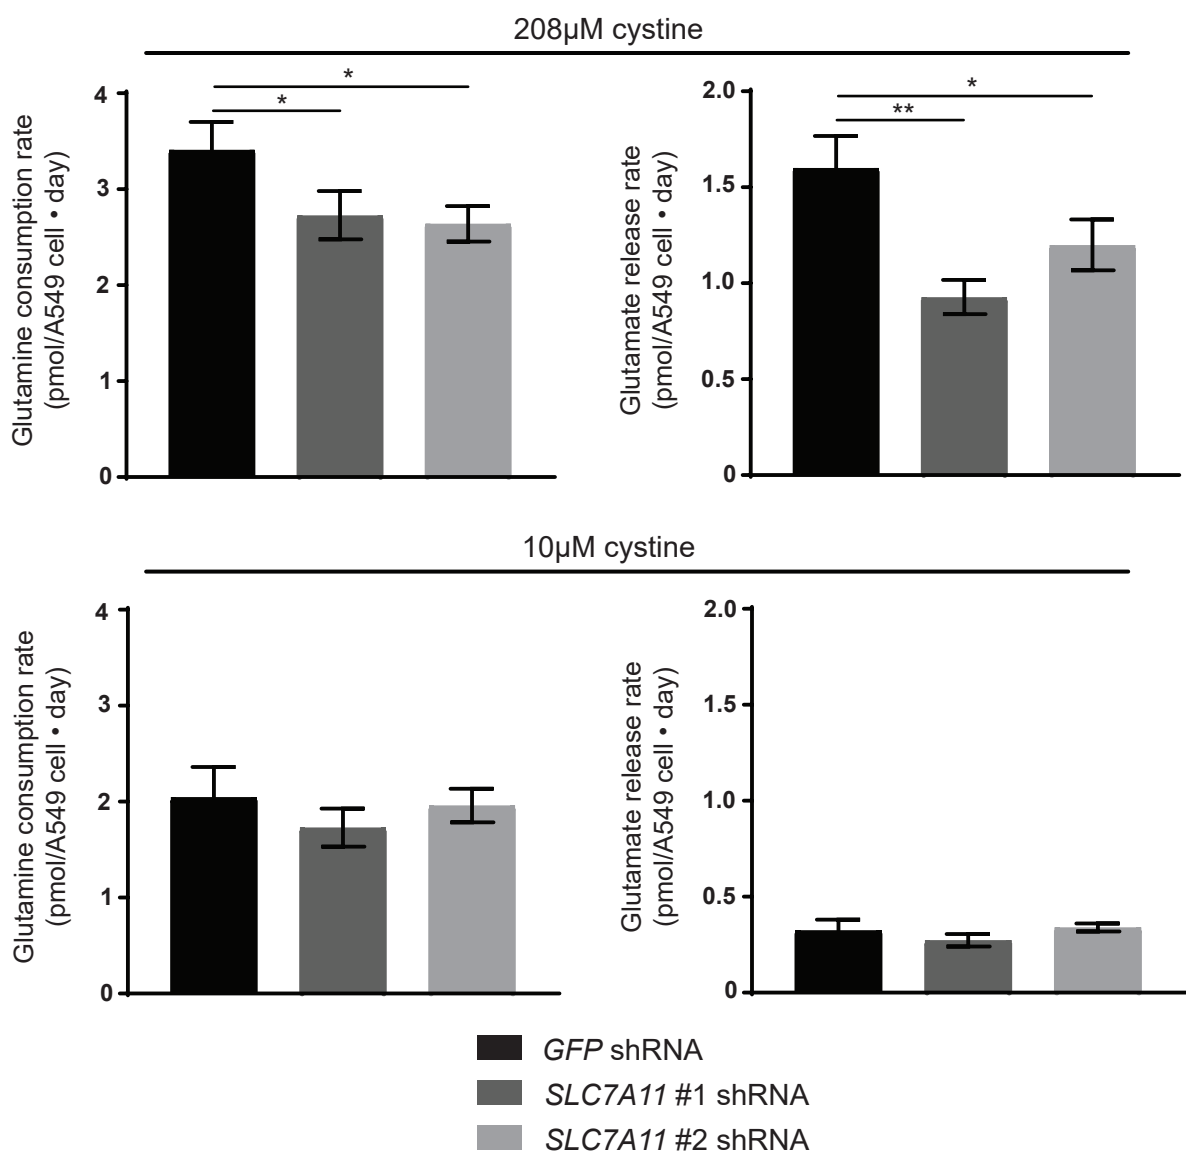 208µM cystine
Glutamine consumption rate
(pmol/A549 cell • day)
4
3
2
1
0
*
*
Glutamate release rate
(pmol/A549 cell • day)
2.0
1.5
1.0
0.5
0
*
**
10µM cystine
Glutamine consumption rate
(pmol/A549 cell • day)
4
3
2
1
0
Glutamate release rate
(pmol/A549 cell • day)
2.0
1.5
1.0
0.5
0
GFP shRNA
SLC7A11 #1 shRNA
SLC7A11 #2 shRNA